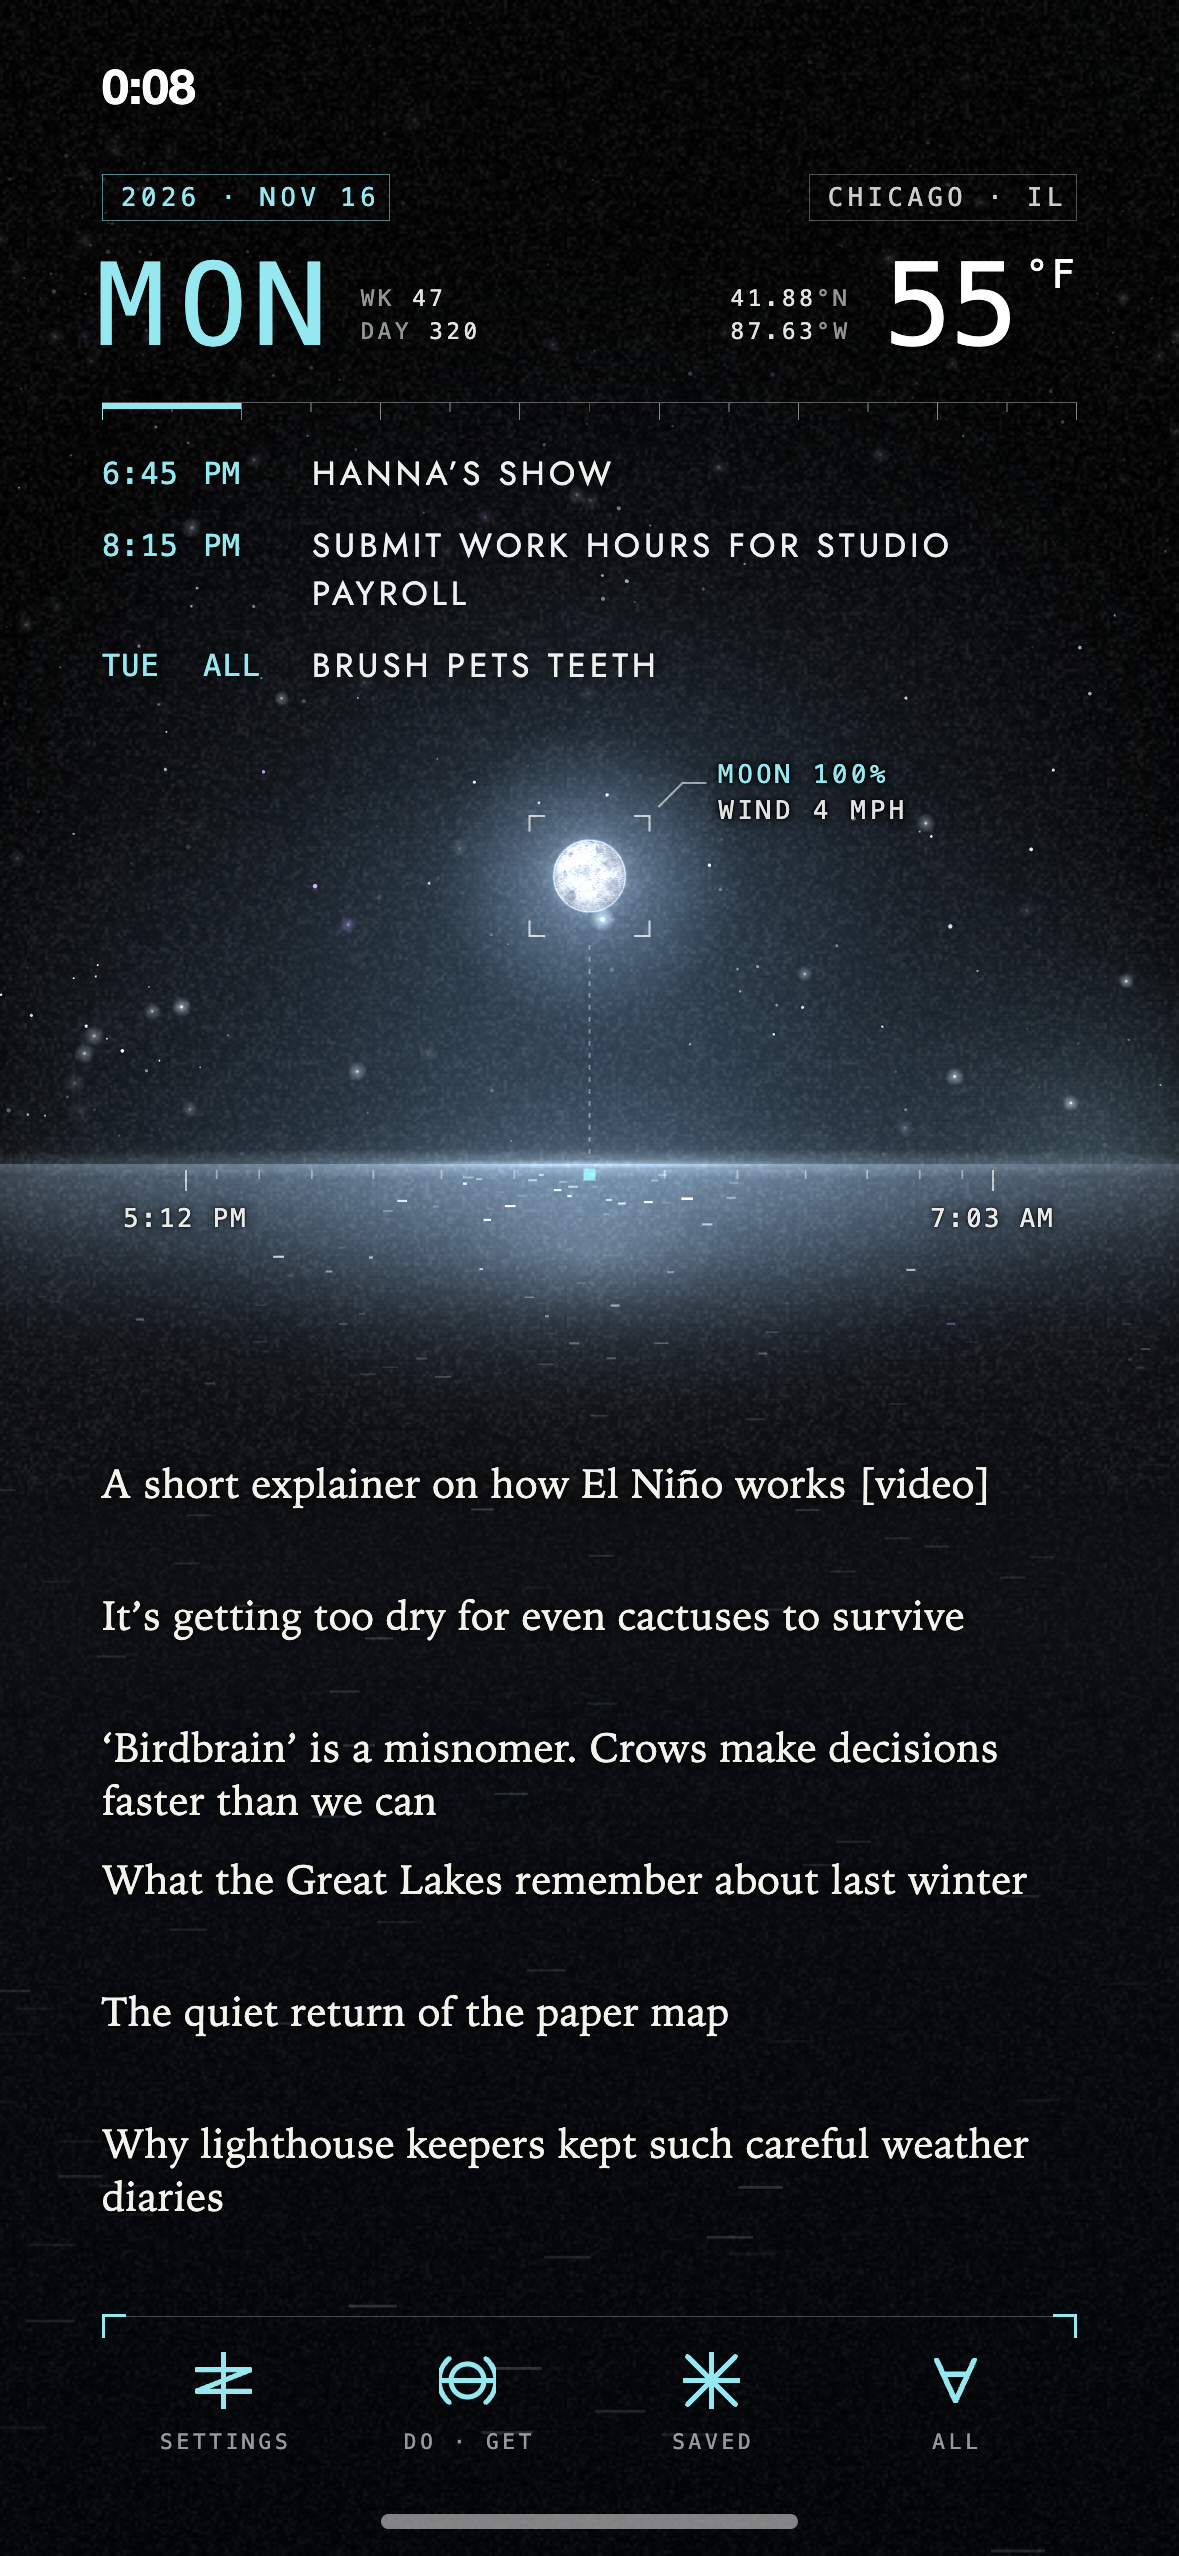 0:08
2026 · NOV 16
CHICAGO · IL
MON
WK 47
DAY 320
41.88°N
87.63°W
55°F
6:45 PM HANNA’S SHOW
8:15 PM SUBMIT WORK HOURS FOR STUDIO
PAYROLL
TUE ALL BRUSH PETS TEETH
MOON 100%
WIND 4 MPH
5:12 PM
7:03 AM
A short explainer on how El Niño works [video]
It’s getting too dry for even cactuses to survive
‘Birdbrain’ is a misnomer. Crows make decisions
faster than we can
What the Great Lakes remember about last winter
The quiet return of the paper map
Why lighthouse keepers kept such careful weather
diaries
SETTINGS
DO · GET
SAVED
ALL